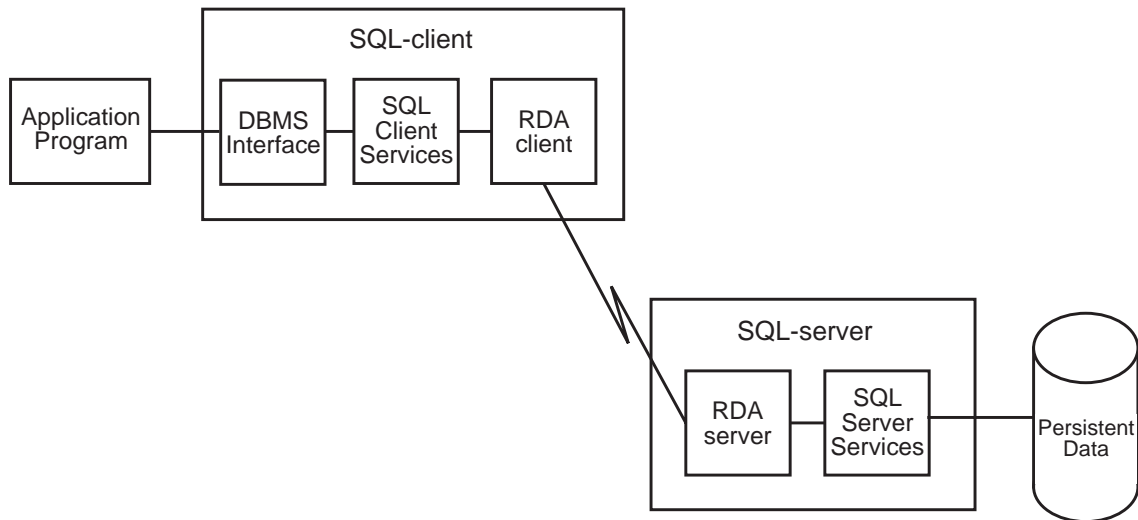 SQL-client
Application
Program
DBMS
Interface
SQL
Client
Services
RDA
client
SQL-server
RDA
server
SQL
Server
Services
Persistent
Data